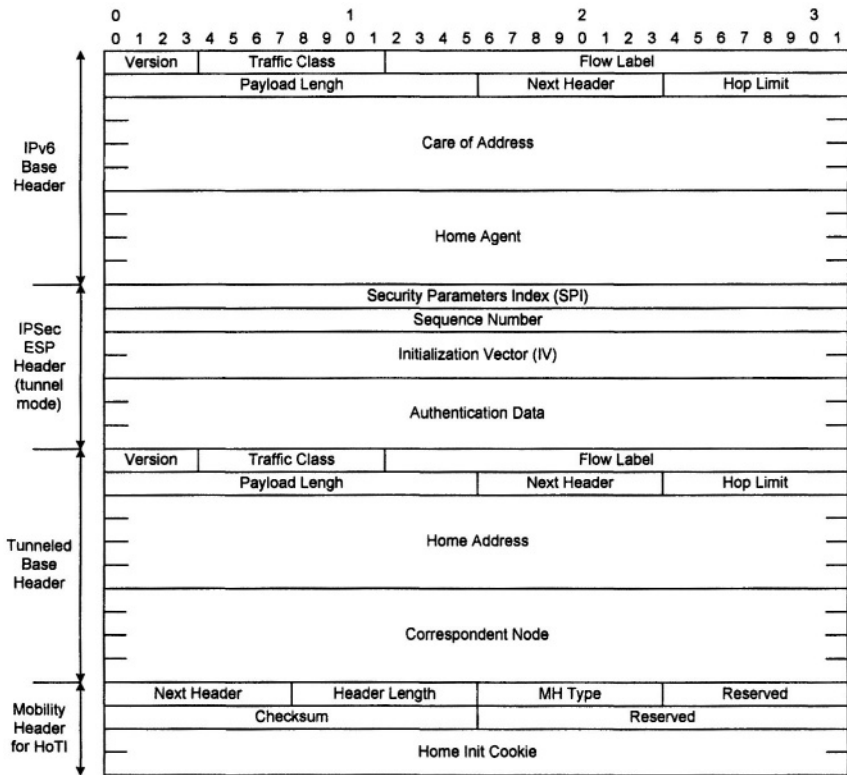 0 1 2 3
0 1 2 3 4 5 6 7 8 9 0 1 2 3 4 5 6 7 8 9 0 1 2 3 4 5 6 7 8 9 0 1
IPv6
Base
Header
Version Traffic Class Flow Label
Payload Lengh Next Header Hop Limit
Care of Address
Home Agent
IPSec
ESP
Header
(tunnel
mode)
Security Parameters Index (SPI)
Sequence Number
Initialization Vector (IV)
Authentication Data
Tunneled
Base
Header
Version Traffic Class Flow Label
Payload Lengh Next Header Hop Limit
Home Address
Correspondent Node
Mobility
Header
for HoTI
Next Header Header Length MH Type Reserved
Checksum Reserved
Home Init Cookie